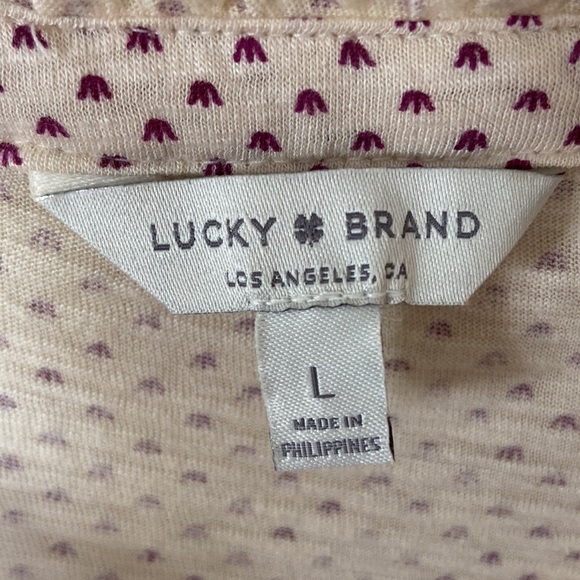 LUCKY BRAND
LOS ANGELES, CA
L
MADE IN
PHILIPPINES